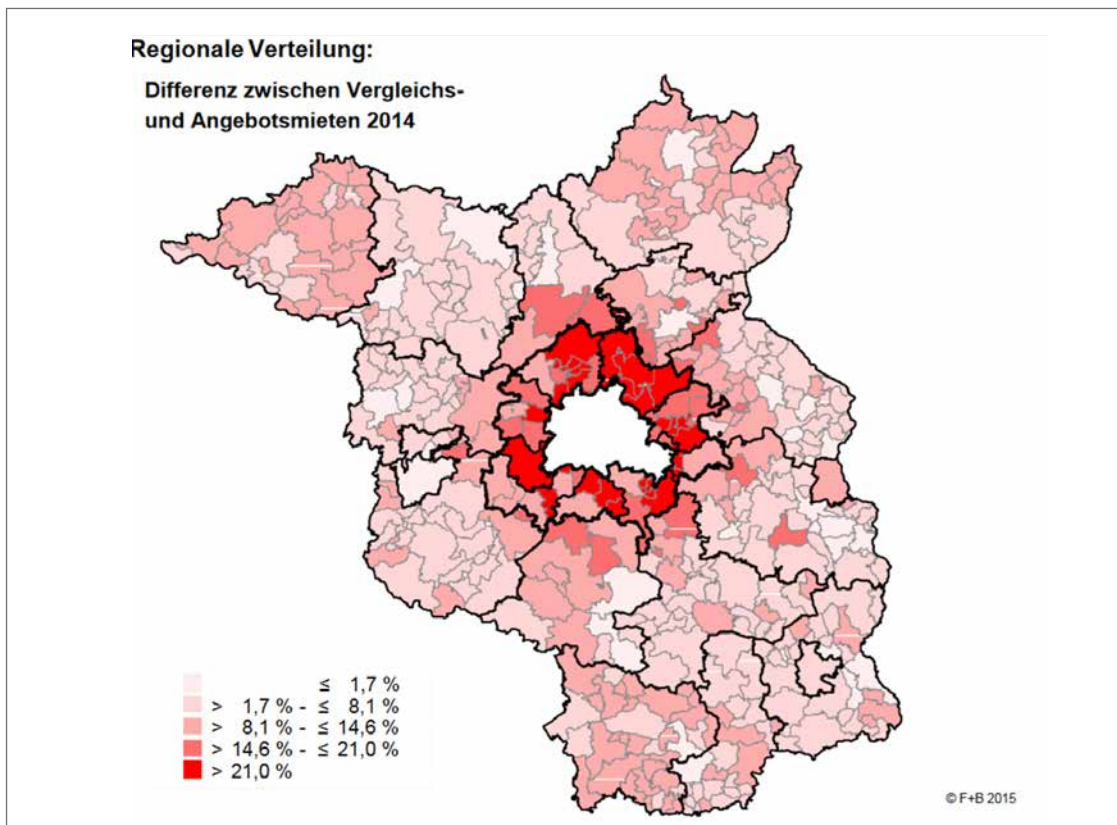 Regionale Verteilung:
Differenz zwischen Vergleichs-
und Angebotsmieten 2014
≤ 1,7 %
> 1,7 % - ≤ 8,1 %
> 8,1 % - ≤ 14,6 %
> 14,6 % - ≤ 21,0 %
> 21,0 %
© F+B 2015